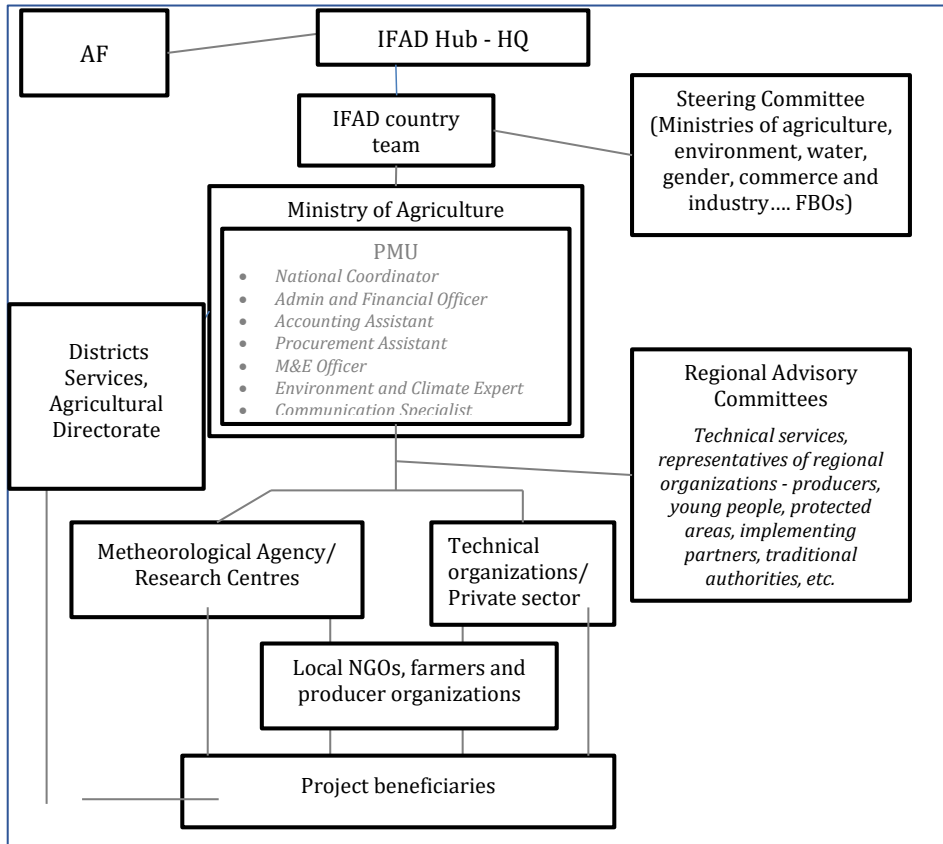 AF
IFAD Hub - HQ
IFAD country
team
Steering Committee
(Ministries of agriculture,
environment, water,
gender, commerce and
industry…. FBOs)
Ministry of Agriculture
PMU
• National Coordinator
• Admin and Financial Officer
• Accounting Assistant
• Procurement Assistant
• M&E Officer
• Environment and Climate Expert
• Communication Specialist
Districts
Services,
Agricultural
Directorate
Regional Advisory
Committees
Technical services,
representatives of regional
organizations - producers,
young people, protected
areas, implementing
partners, traditional
authorities, etc.
Metheorological Agency/
Research Centres
Technical
organizations/
Private sector
Local NGOs, farmers and
producer organizations
Project beneficiaries